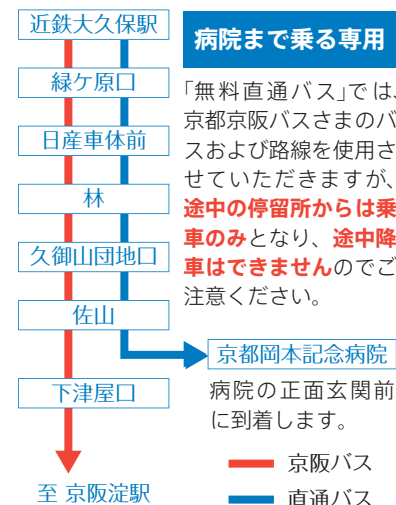 近鉄大久保駅
緑ケ原口
日産車体前
林
久御山団地口
佐山
下津屋口
至 京阪淀駅
病院まで乗る専用
「無料直通バス」では、
京都京阪バスさまのバ
スおよび路線を使用さ
せていただきますが、
途中の停留所からは乗
車のみとなり、途中降
車はできませんのでご
注意ください。
京都岡本記念病院
病院の正面玄関前
に到着します。
京阪バス
直通バス